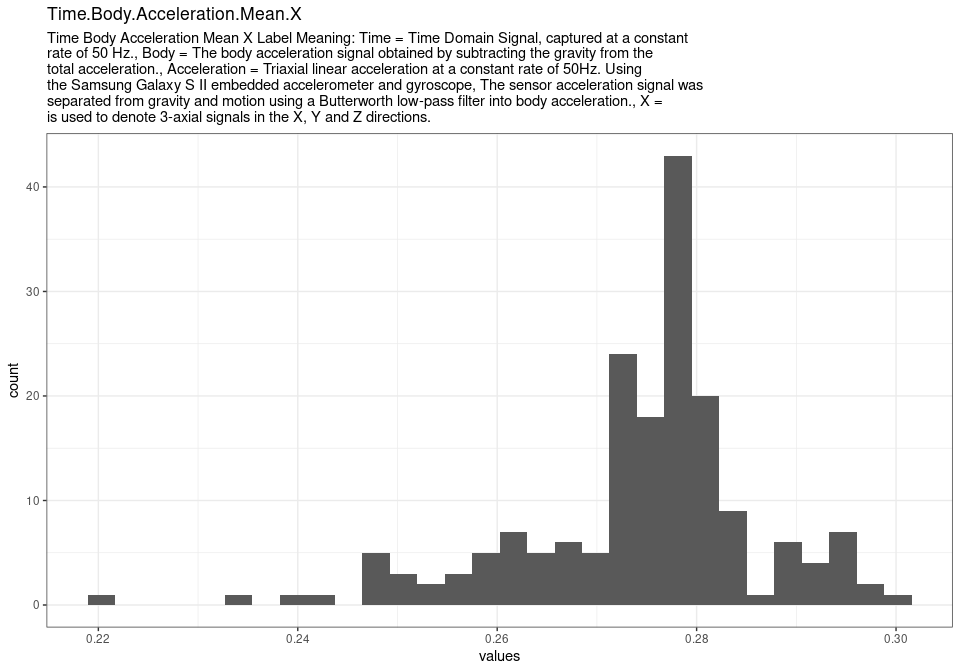 Time.Body.Acceleration.Mean.X
Time Body Acceleration Mean X Label Meaning: Time = Time Domain Signal, captured at a constant
rate of 50 Hz., Body = The body acceleration signal obtained by subtracting the gravity from the
total acceleration., Acceleration = Triaxial linear acceleration at a constant rate of 50Hz. Using
the Samsung Galaxy S II embedded accelerometer and gyroscope, The sensor acceleration signal was
separated from gravity and motion using a Butterworth low-pass filter into body acceleration., X =
is used to denote 3-axial signals in the X, Y and Z directions.
40
30
20
10
0
count
0.22 0.24 0.26 0.28 0.30
values